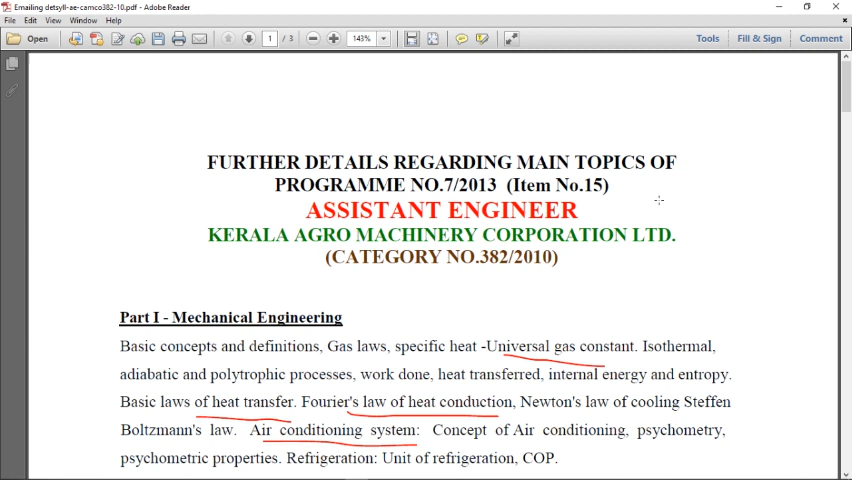 Emailing detsyll-ae-camco382-10.pdf - Adobe Reader
File Edit View Window Help
Open 1 / 3 143% Tools Fill & Sign Comment
FURTHER DETAILS REGARDING MAIN TOPICS OF
PROGRAMME NO.7/2013 (Item No.15)
ASSISTANT ENGINEER
KERALA AGRO MACHINERY CORPORATION LTD.
(CATEGORY NO.382/2010)
Part I - Mechanical Engineering
Basic concepts and definitions, Gas laws, specific heat -Universal gas constant. Isothermal,
adiabatic and polytrophic processes, work done, heat transferred, internal energy and entropy.
Basic laws of heat transfer. Fourier's law of heat conduction, Newton's law of cooling Steffen
Boltzmann's law. Air conditioning system: Concept of Air conditioning, psychometry,
psychometric properties. Refrigeration: Unit of refrigeration, COP.